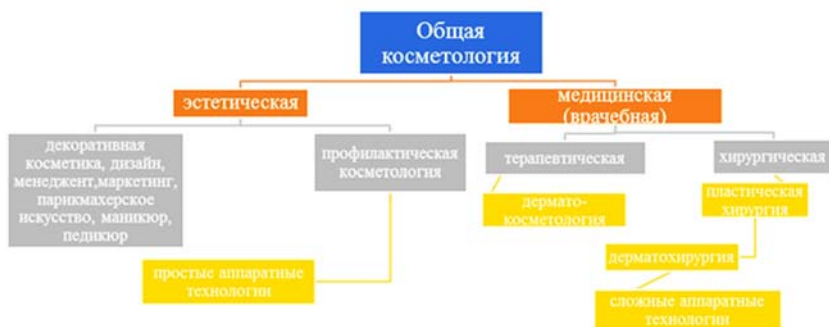 Общая
косметология
эстетическая
медицинская
(врачебная)
декоративная
косметика, дизайн,
менеджент,маркетинг,
парикмахерское
искусство, маникюр,
педикюр
профилактическая
косметология
терапевтическая
хирургическая
дермато-
косметология
пластическая
хирургия
простые аппаратные
технологии
дерматохирургия
сложные аппаратные
технологии